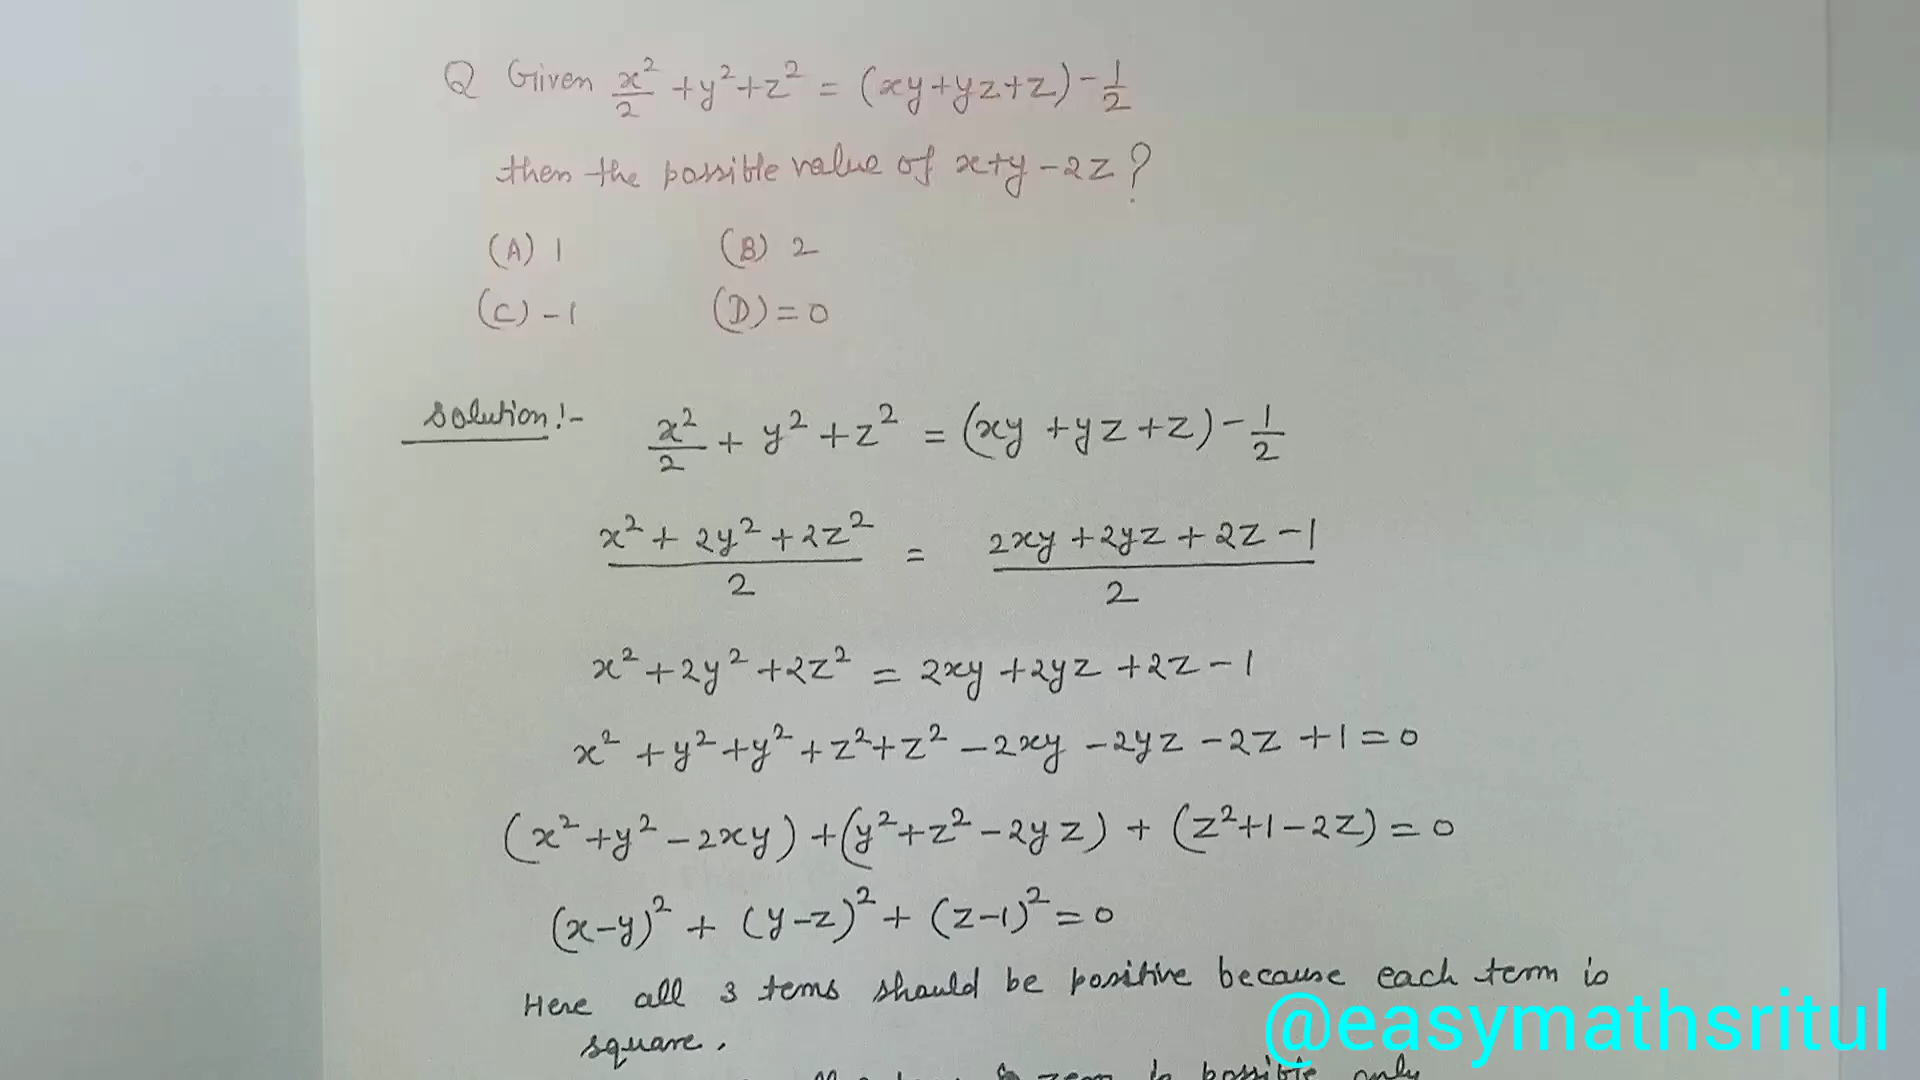 Q Given x²/2 + y² + z² = (xy + yz + z) - 1/2
then the possible value of x+y-2z?
(A) 1 (B) 2
(C) -1 (D) = 0
Solution:- x²/2 + y² + z² = (xy + yz + z) - 1/2
(x² + 2y² + 2z²)/2 = (2xy + 2yz + 2z - 1)/2
x² + 2y² + 2z² = 2xy + 2yz + 2z - 1
x² + y² + y² + z² + z² - 2xy - 2yz - 2z + 1 = 0
(x² + y² - 2xy) + (y² + z² - 2yz) + (z² + 1 - 2z) = 0
(x-y)² + (y-z)² + (z-1)² = 0
Here all 3 tems should be positive because each term is
square.
@easymathsritul
possible only